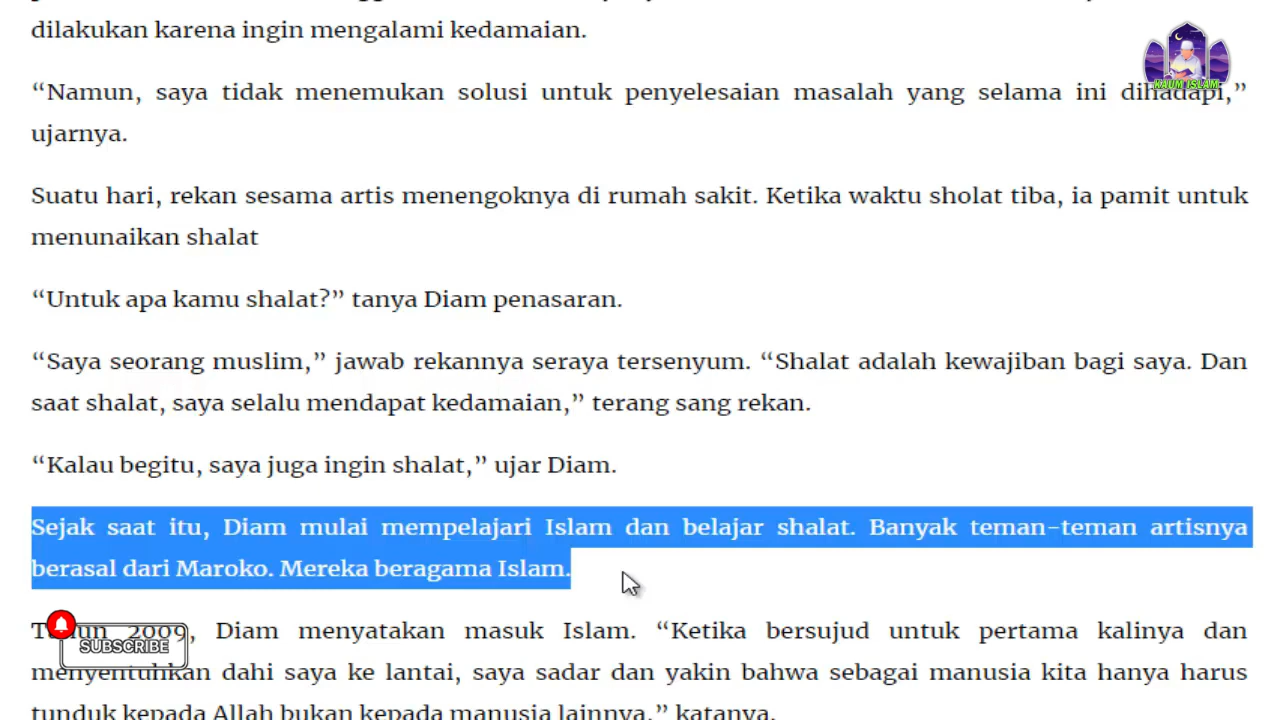 dilakukan karena ingin mengalami kedamaian.
KAUM ISLAM
“Namun, saya tidak menemukan solusi untuk penyelesaian masalah yang selama ini dihadapi,”
ujarnya.
Suatu hari, rekan sesama artis menengoknya di rumah sakit. Ketika waktu sholat tiba, ia pamit untuk
menunaikan shalat
“Untuk apa kamu shalat?” tanya Diam penasaran.
“Saya seorang muslim,” jawab rekannya seraya tersenyum. “Shalat adalah kewajiban bagi saya. Dan
saat shalat, saya selalu mendapat kedamaian,” terang sang rekan.
“Kalau begitu, saya juga ingin shalat,” ujar Diam.
Sejak saat itu, Diam mulai mempelajari Islam dan belajar shalat. Banyak teman-teman artisnya
berasal dari Maroko. Mereka beragama Islam.
Tahun 2009, Diam menyatakan masuk Islam. “Ketika bersujud untuk pertama kalinya dan
SUBSCRIBE
menyentuhkan dahi saya ke lantai, saya sadar dan yakin bahwa sebagai manusia kita hanya harus
tunduk kepada Allah bukan kepada manusia lainnya,” katanya.